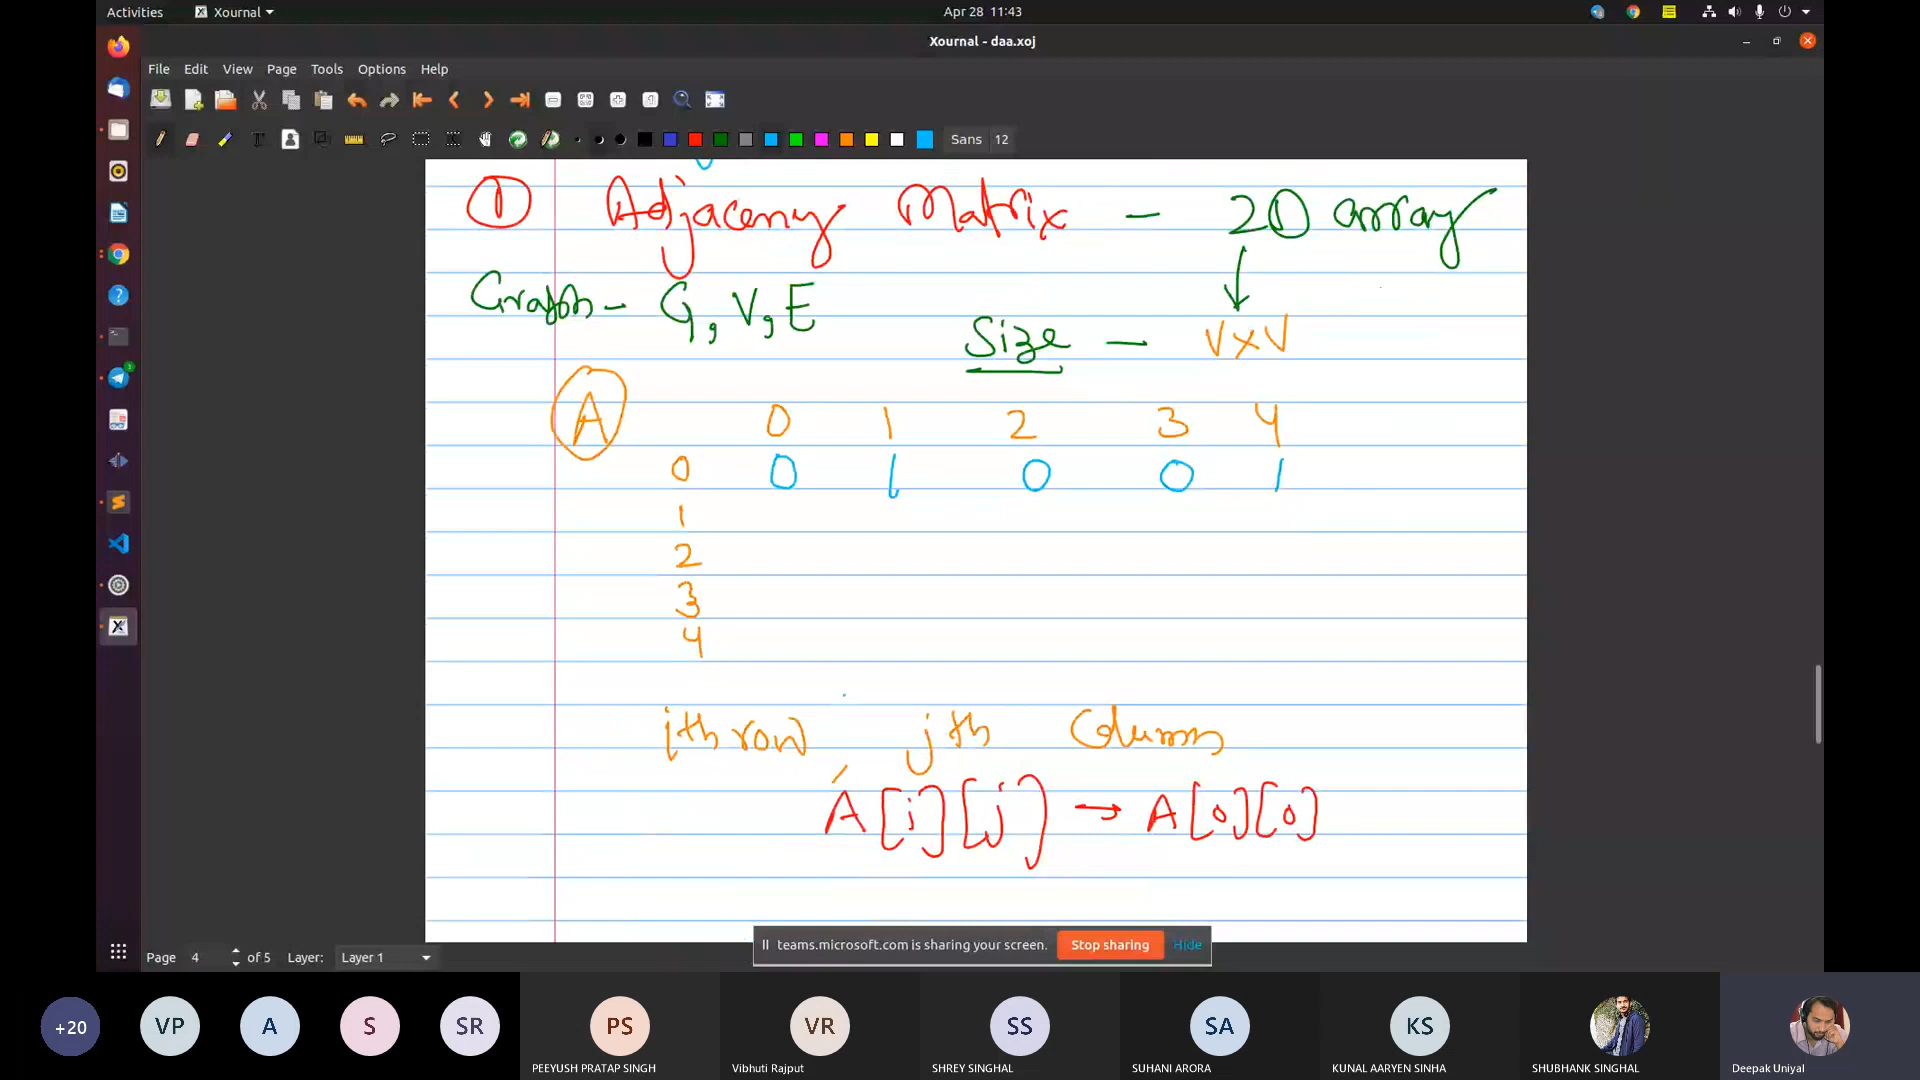 Activities Xournal Apr 28 11:43
Xournal - daa.xoj
File Edit View Page Tools Options Help
Sans 12
① Adjacency Matrix - 2D array
Graph - G, V, E
Size - V×V
A 0 1 2 3 4
0 0 1 0 0 1
1
2
3
4
ith row jth Column
A[i][j] → A[0][0]
teams.microsoft.com is sharing your screen. Stop sharing Hide
Page 4 of 5 Layer: Layer 1
+20 VP A S SR PS VR SS SA KS
PEEYUSH PRATAP SINGH Vibhuti Rajput SHREY SINGHAL SUHANI ARORA KUNAL AARYEN SINHA SHUBHANK SINGHAL Deepak Uniyal